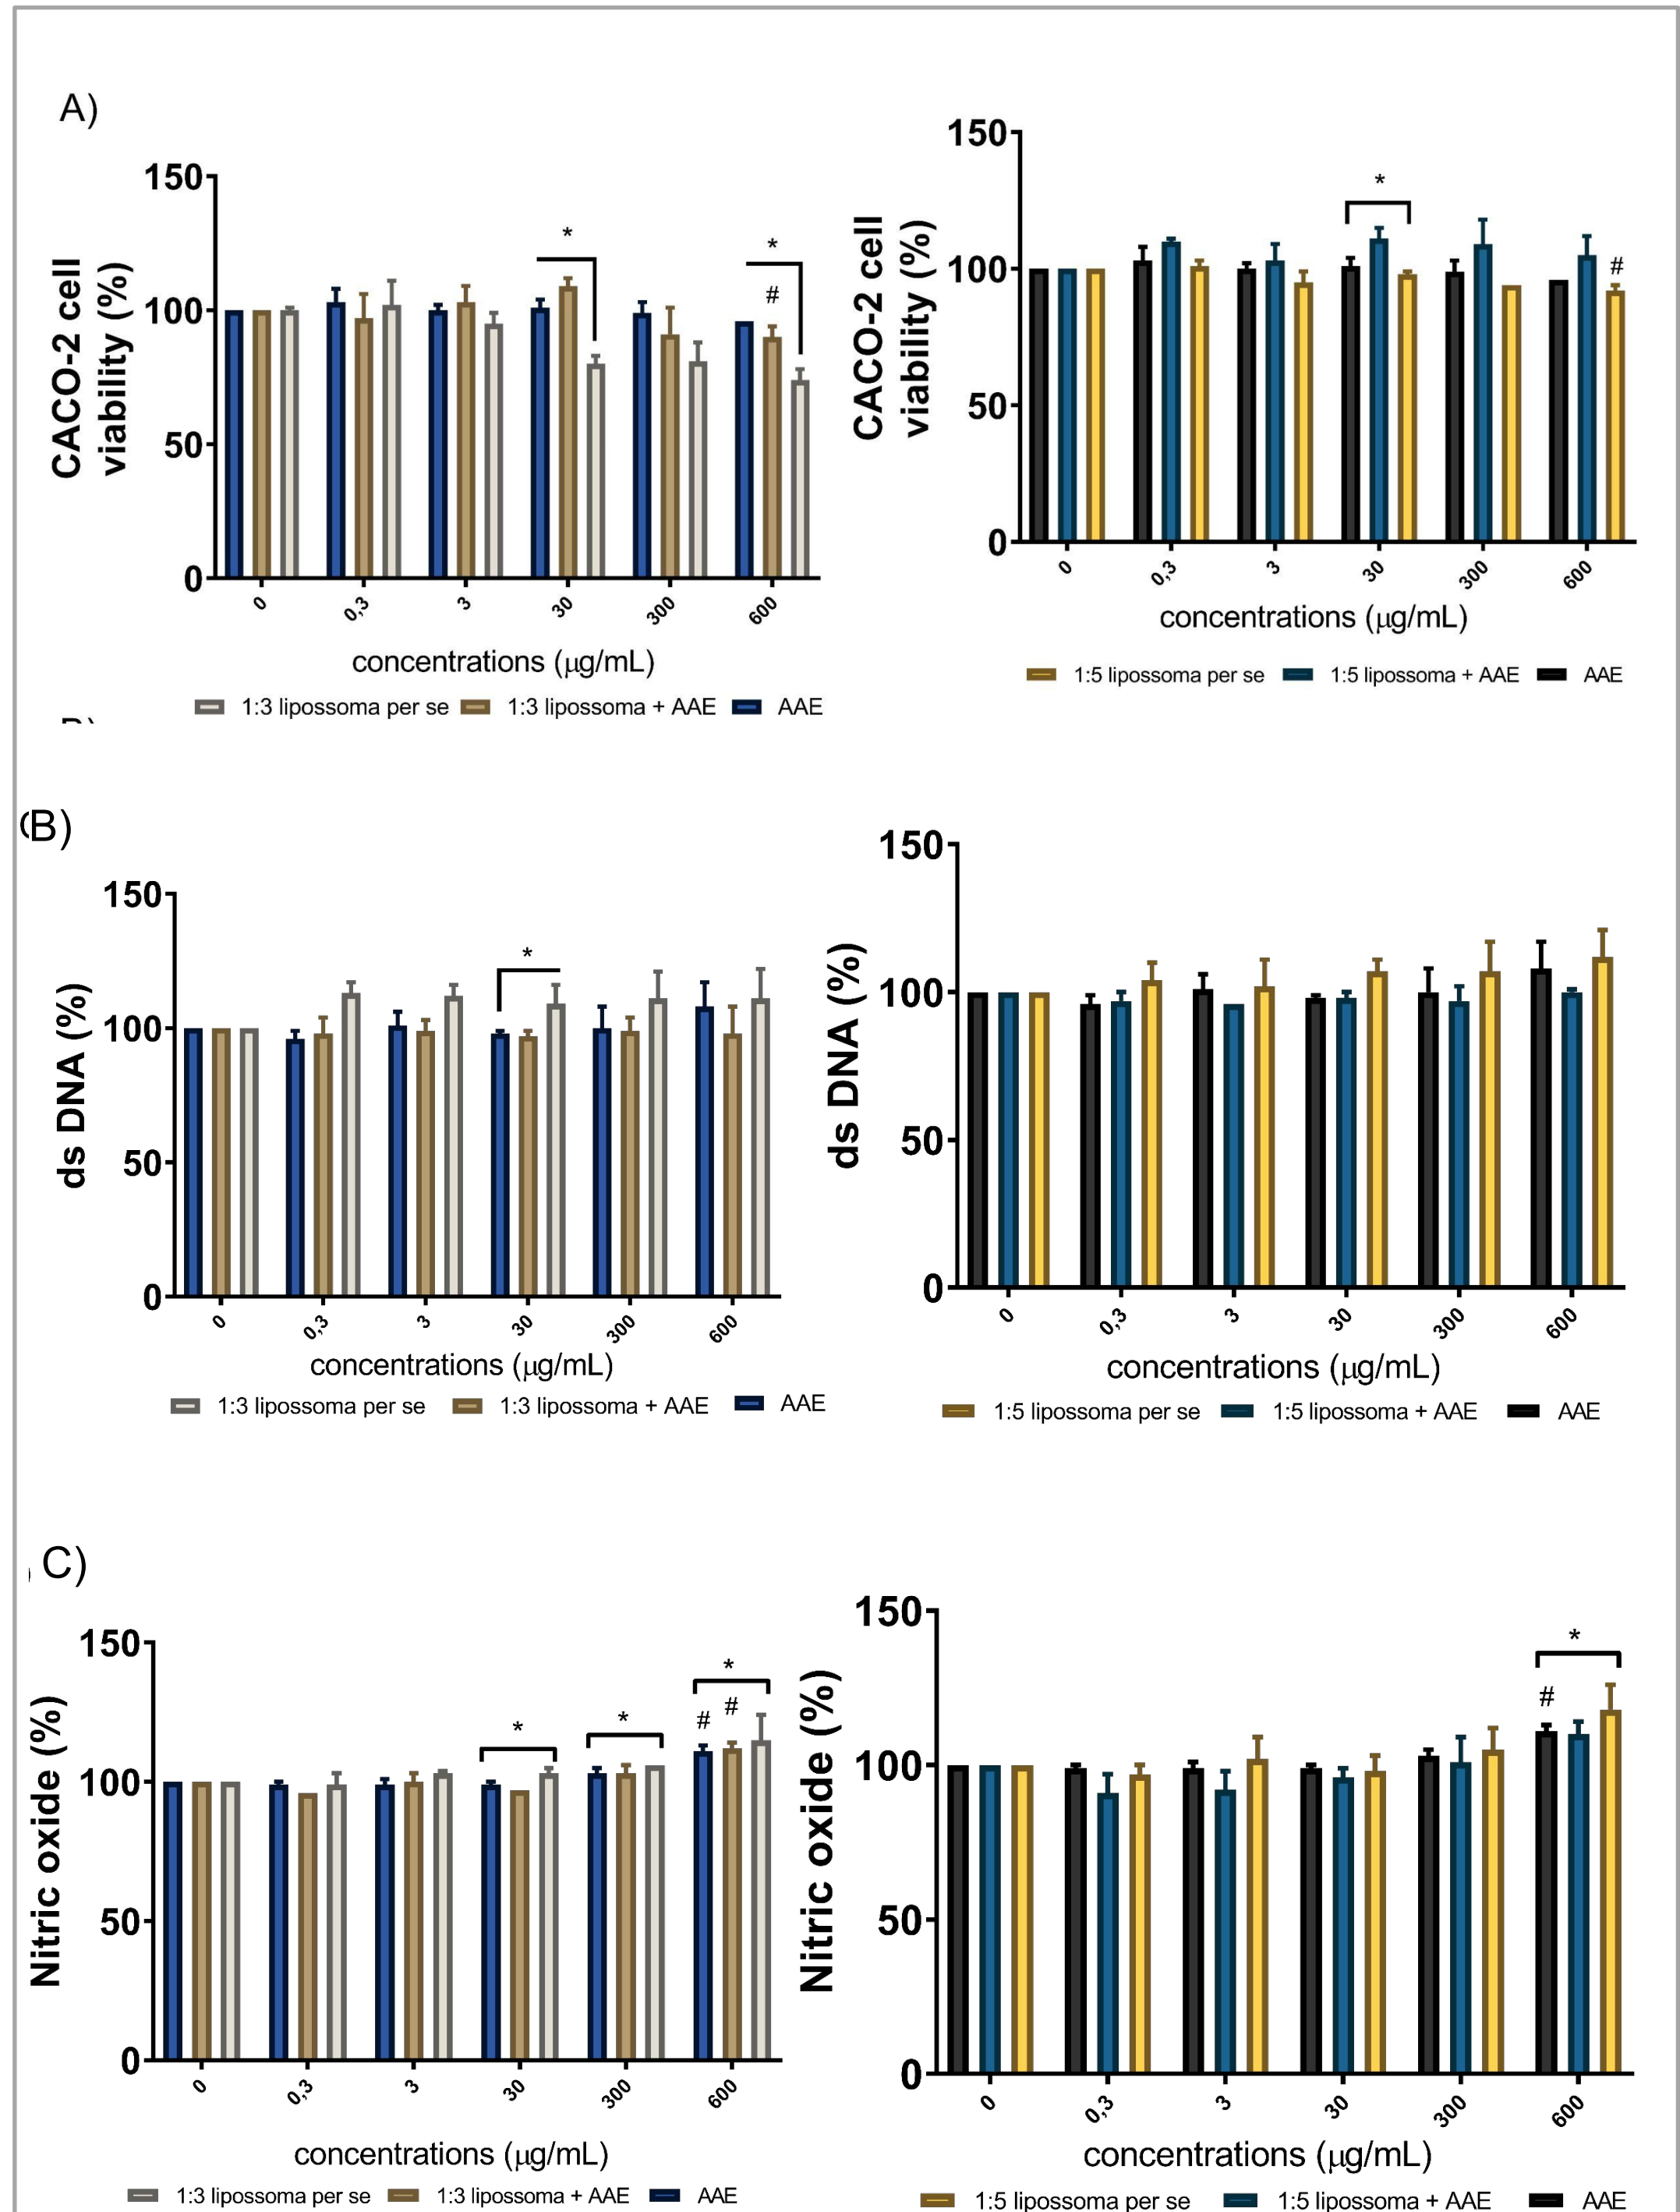 A)
150
100
50
0
CACO-2 cell
viability (%)
*
*
#
0 0,3 3 30 300 600
concentrations (μg/mL)
1:3 lipossoma per se 1:3 lipossoma + AAE AAE
150
100
50
0
CACO-2 cell
viability (%)
*
#
0 0,3 3 30 300 600
concentrations (μg/mL)
1:5 lipossoma per se 1:5 lipossoma + AAE AAE
B)
150
100
50
0
ds DNA (%)
*
0 0,3 3 30 300 600
concentrations (μg/mL)
1:3 lipossoma per se 1:3 lipossoma + AAE AAE
150
100
50
0
ds DNA (%)
0 0,3 3 30 300 600
concentrations (μg/mL)
1:5 lipossoma per se 1:5 lipossoma + AAE AAE
C)
150
100
50
0
Nitric oxide (%)
*
*
*
# #
0 0,3 3 30 300 600
concentrations (μg/mL)
1:3 lipossoma per se 1:3 lipossoma + AAE AAE
150
100
50
0
Nitric oxide (%)
*
#
0 0,3 3 30 300 600
concentrations (μg/mL)
1:5 lipossoma per se 1:5 lipossoma + AAE AAE